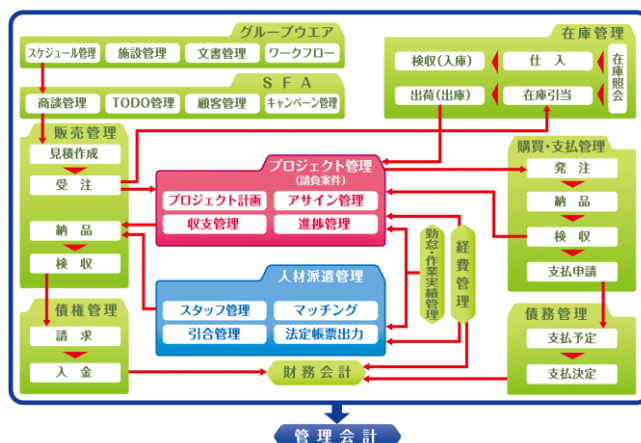 グループウエア
スケジュール管理
施設管理
文書管理
ワークフロー
SFA
商談管理
TODO管理
顧客管理
キャンペーン管理
在庫管理
検収(入庫)
仕入
出荷(出庫)
在庫引当
在庫照会
販売管理
見積作成
受注
納品
検収
プロジェクト管理
(請負案件)
プロジェクト計画
アサイン管理
収支管理
進捗管理
購買・支払管理
発注
納品
検収
支払申請
勤怠・作業実績管理
経費管理
人材派遣管理
スタッフ管理
マッチング
引合管理
法定帳票出力
債権管理
請求
入金
財務会計
債務管理
支払予定
支払決定
管理会計